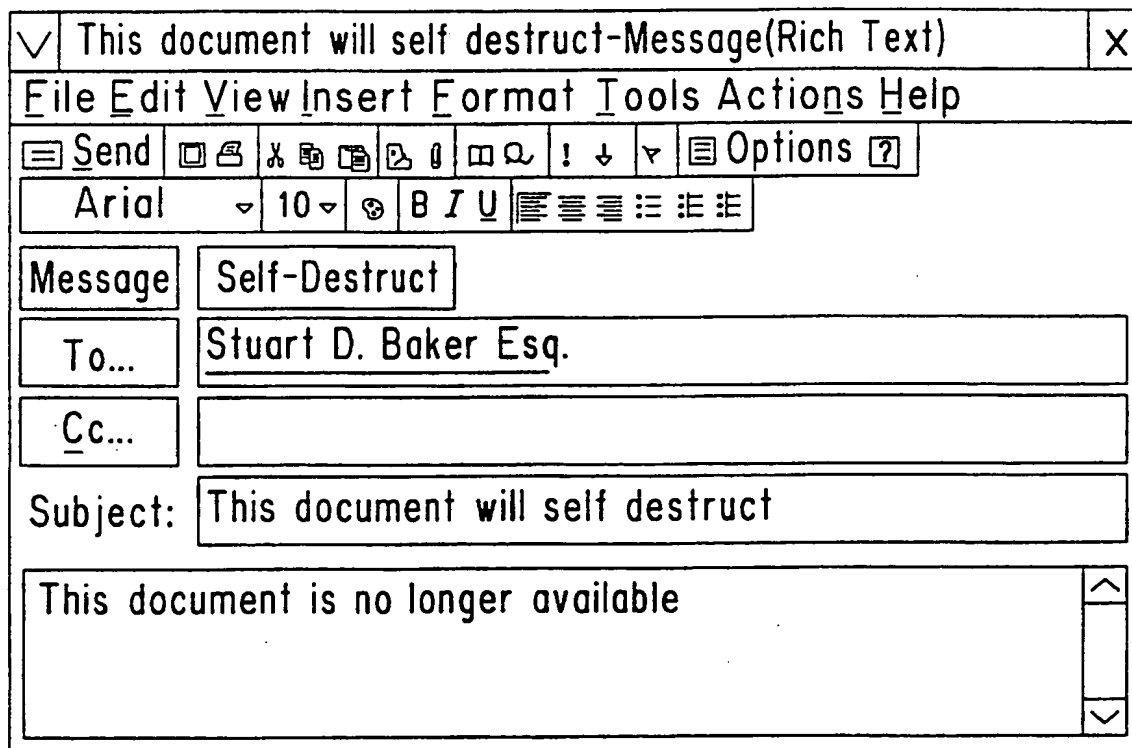 This document will self destruct-Message(Rich Text) X
File Edit View Insert Format Tools Actions Help
Send ! Options ?
Arial 10 B I U
Message Self-Destruct
To... Stuart D. Baker Esq.
Cc...
Subject: This document will self destruct
This document is no longer available